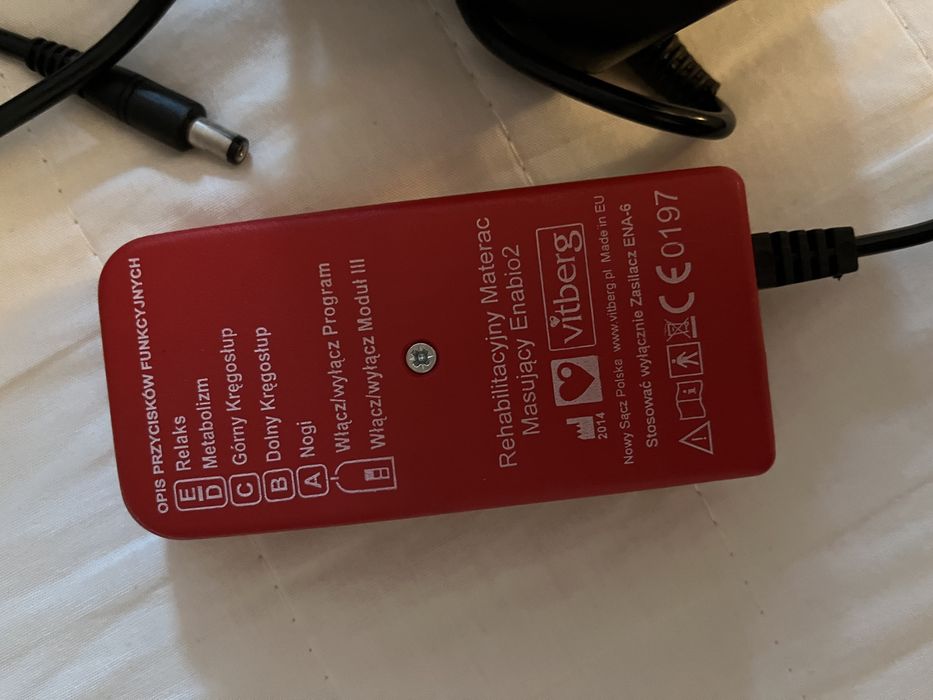 OPIS PRZYCISKÓW FUNKCYJNYCH
E Relaks
D Metabolizm
C Górny Kręgosłup
B Dolny Kręgosłup
A Nogi
Włącz/wyłącz Program
Włącz/wyłacz Moduł III
Rehabilitacyjny Materac
Masujący Enabio2
2014
vitberg
Nowy Sącz Polska www.vitberg.pl Made in EU
Stosować wyłącznie Zasilacz ENA-6
CE 0197